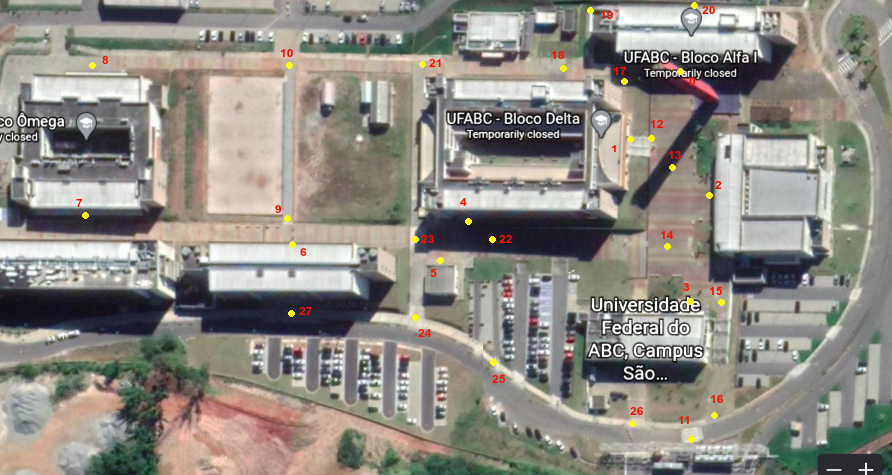 19
20
UFABC - Bloco Alfa I
Temporarily closed
8
10
21
18
17
co Ômega
y closed
UFABC - Bloco Delta
Temporarily closed
1
12
13
2
7
9
4
14
6
23
22
5
3
15
Universidade
Federal do
ABC, Campus
São...
27
24
25
16
26
11